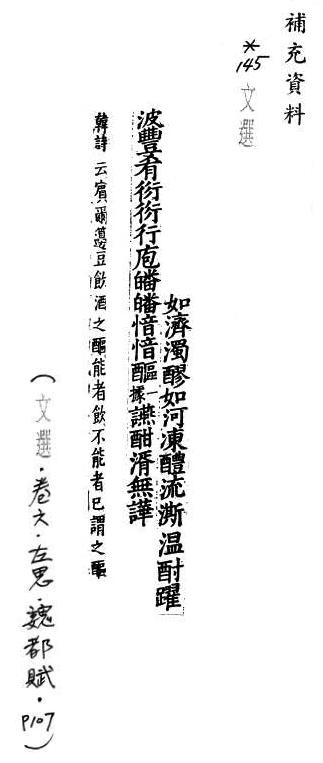 補充資料
*145 文選
如濟濁醪如河凍醴流澌温酎躍
波豐肴衍衍行庖皤皤愔愔醧一據讌酣湑無譁
韓詩云賓爾籩豆飲酒之醧能者飲不能者已謂之醧
(文選·卷六·左思·魏都賦·P107)